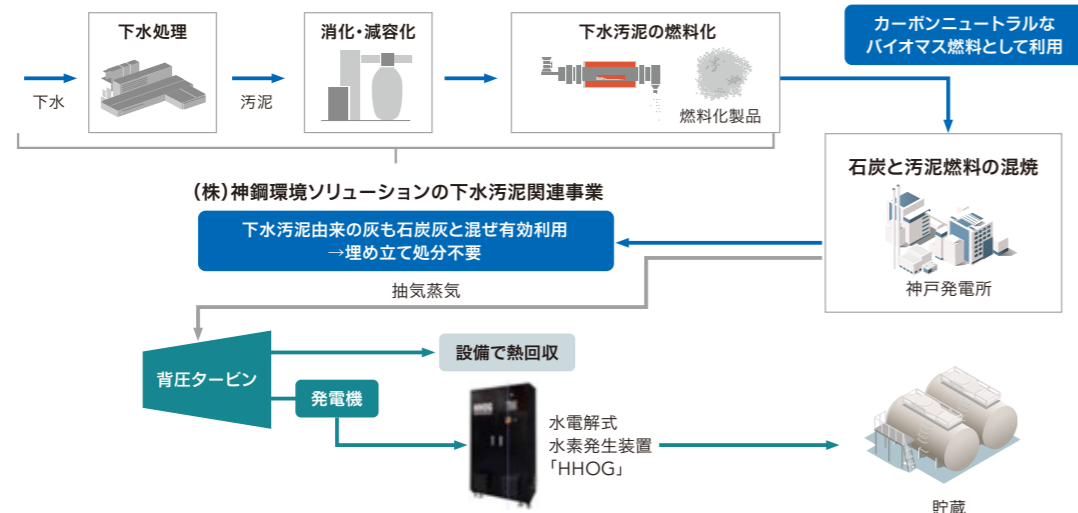 下水処理
消化・減容化
下水汚泥の燃料化
カーボンニュートラルな
バイオマス燃料として利用
下水
汚泥
燃料化製品
石炭と汚泥燃料の混焼
(株)神鋼環境ソリューションの下水汚泥関連事業
下水汚泥由来の灰も石炭灰と混ぜ有効利用
→埋め立て処分不要
神戸発電所
抽気蒸気
背圧タービン
設備で熱回収
発電機
水電解式
水素発生装置
「HHOG」
貯蔵